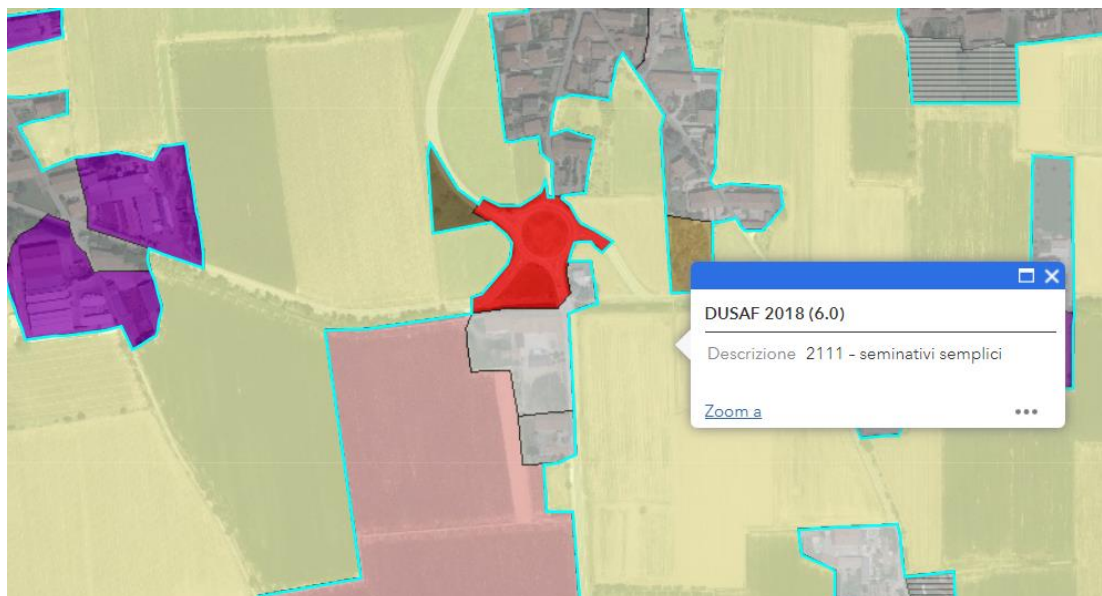 DUSAF 2018 (6.0)
Descrizione 2111 - seminativi semplici
Zoom a